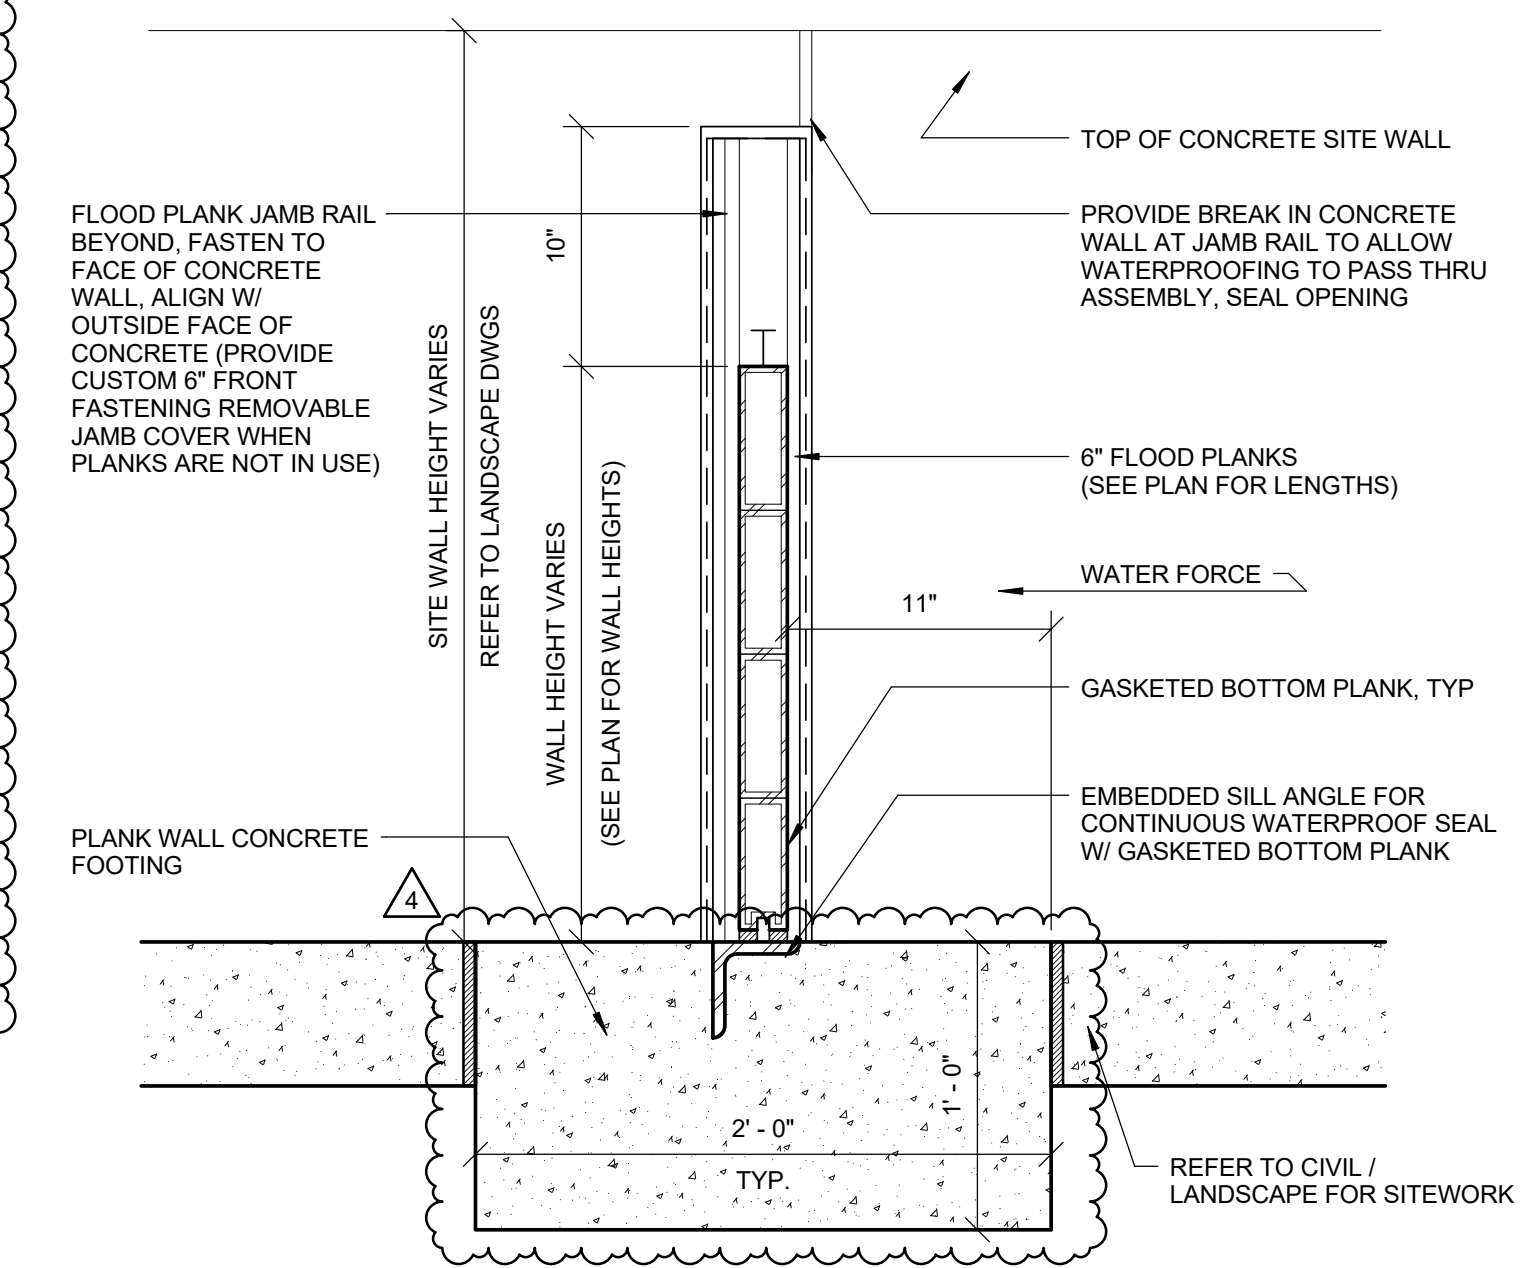 TOP OF CONCRETE SITE WALL
FLOOD PLANK JAMB RAIL
BEYOND, FASTEN TO
FACE OF CONCRETE
WALL, ALIGN W/
OUTSIDE FACE OF
CONCRETE (PROVIDE
CUSTOM 6" FRONT
FASTENING REMOVABLE
JAMB COVER WHEN
PLANKS ARE NOT IN USE)
PROVIDE BREAK IN CONCRETE
WALL AT JAMB RAIL TO ALLOW
WATERPROOFING TO PASS THRU
ASSEMBLY, SEAL OPENING
10"
SITE WALL HEIGHT VARIES
REFER TO LANDSCAPE DWGS
WALL HEIGHT VARIES
(SEE PLAN FOR WALL HEIGHTS)
6" FLOOD PLANKS
(SEE PLAN FOR LENGTHS)
WATER FORCE
11"
GASKETED BOTTOM PLANK, TYP
EMBEDDED SILL ANGLE FOR
CONTINUOUS WATERPROOF SEAL
W/ GASKETED BOTTOM PLANK
PLANK WALL CONCRETE
FOOTING
4
1' - 0"
2' - 0"
TYP.
REFER TO CIVIL /
LANDSCAPE FOR SITEWORK